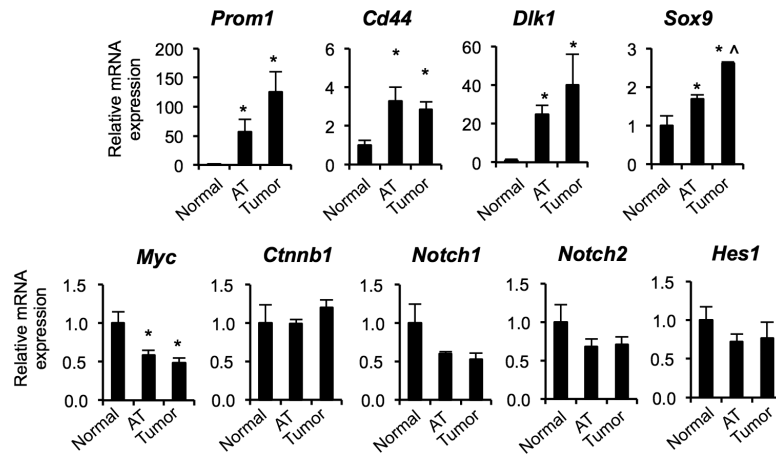 Prom1 Cd44 Dlk1 Sox9
Relative mRNA
expression
200
150
100
50
0
* *
Normal AT Tumor
6
4
2
0
* *
Normal AT Tumor
60
40
20
0
* *
Normal AT Tumor
3
2
1
0
* * ^
Normal AT Tumor
Myc Ctnnb1 Notch1 Notch2 Hes1
Relative mRNA
expression
1.5
1.0
0.5
0.0
* *
Normal AT Tumor
1.5
1.0
0.5
0.0
Normal AT Tumor
1.5
1.0
0.5
0.0
Normal AT Tumor
1.5
1.0
0.5
0.0
Normal AT Tumor
1.5
1.0
0.5
0.0
Normal AT Tumor